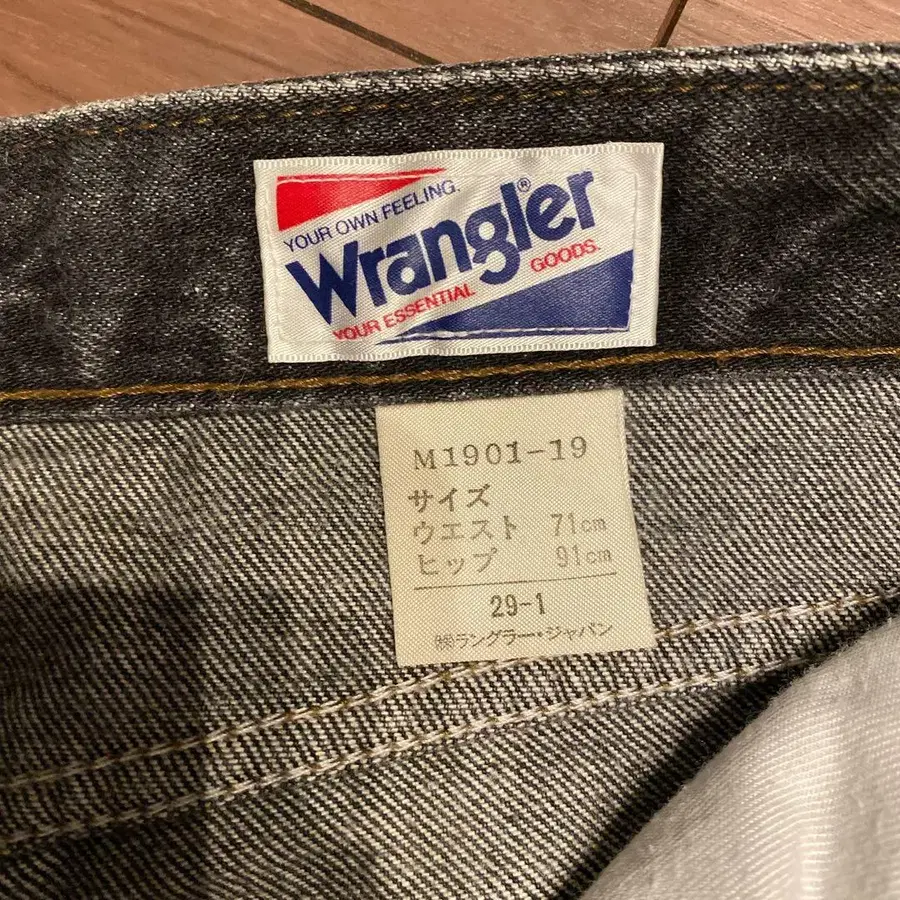 YOUR OWN FEELING.
Wrangler®
YOUR ESSENTIAL GOODS.
M1901-19
サイズ
ウエスト 71cm
ヒップ 91cm
29-1
㈱ラングラー・ジャパン